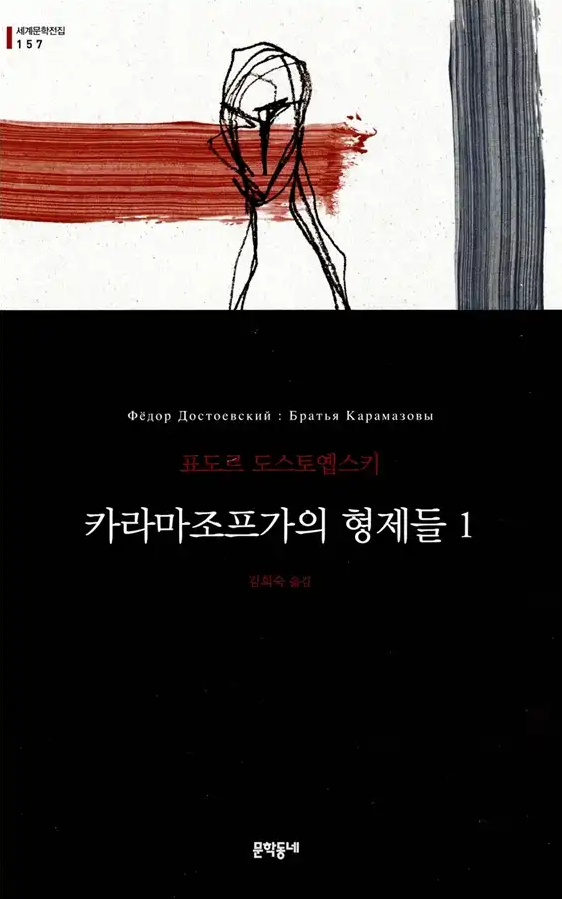 세계문학전집
157
Фёдор Достоевский : Братья Карамазовы
표도르 도스토옙스키
카라마조프가의 형제들 1
김희숙 옮김
문학동네